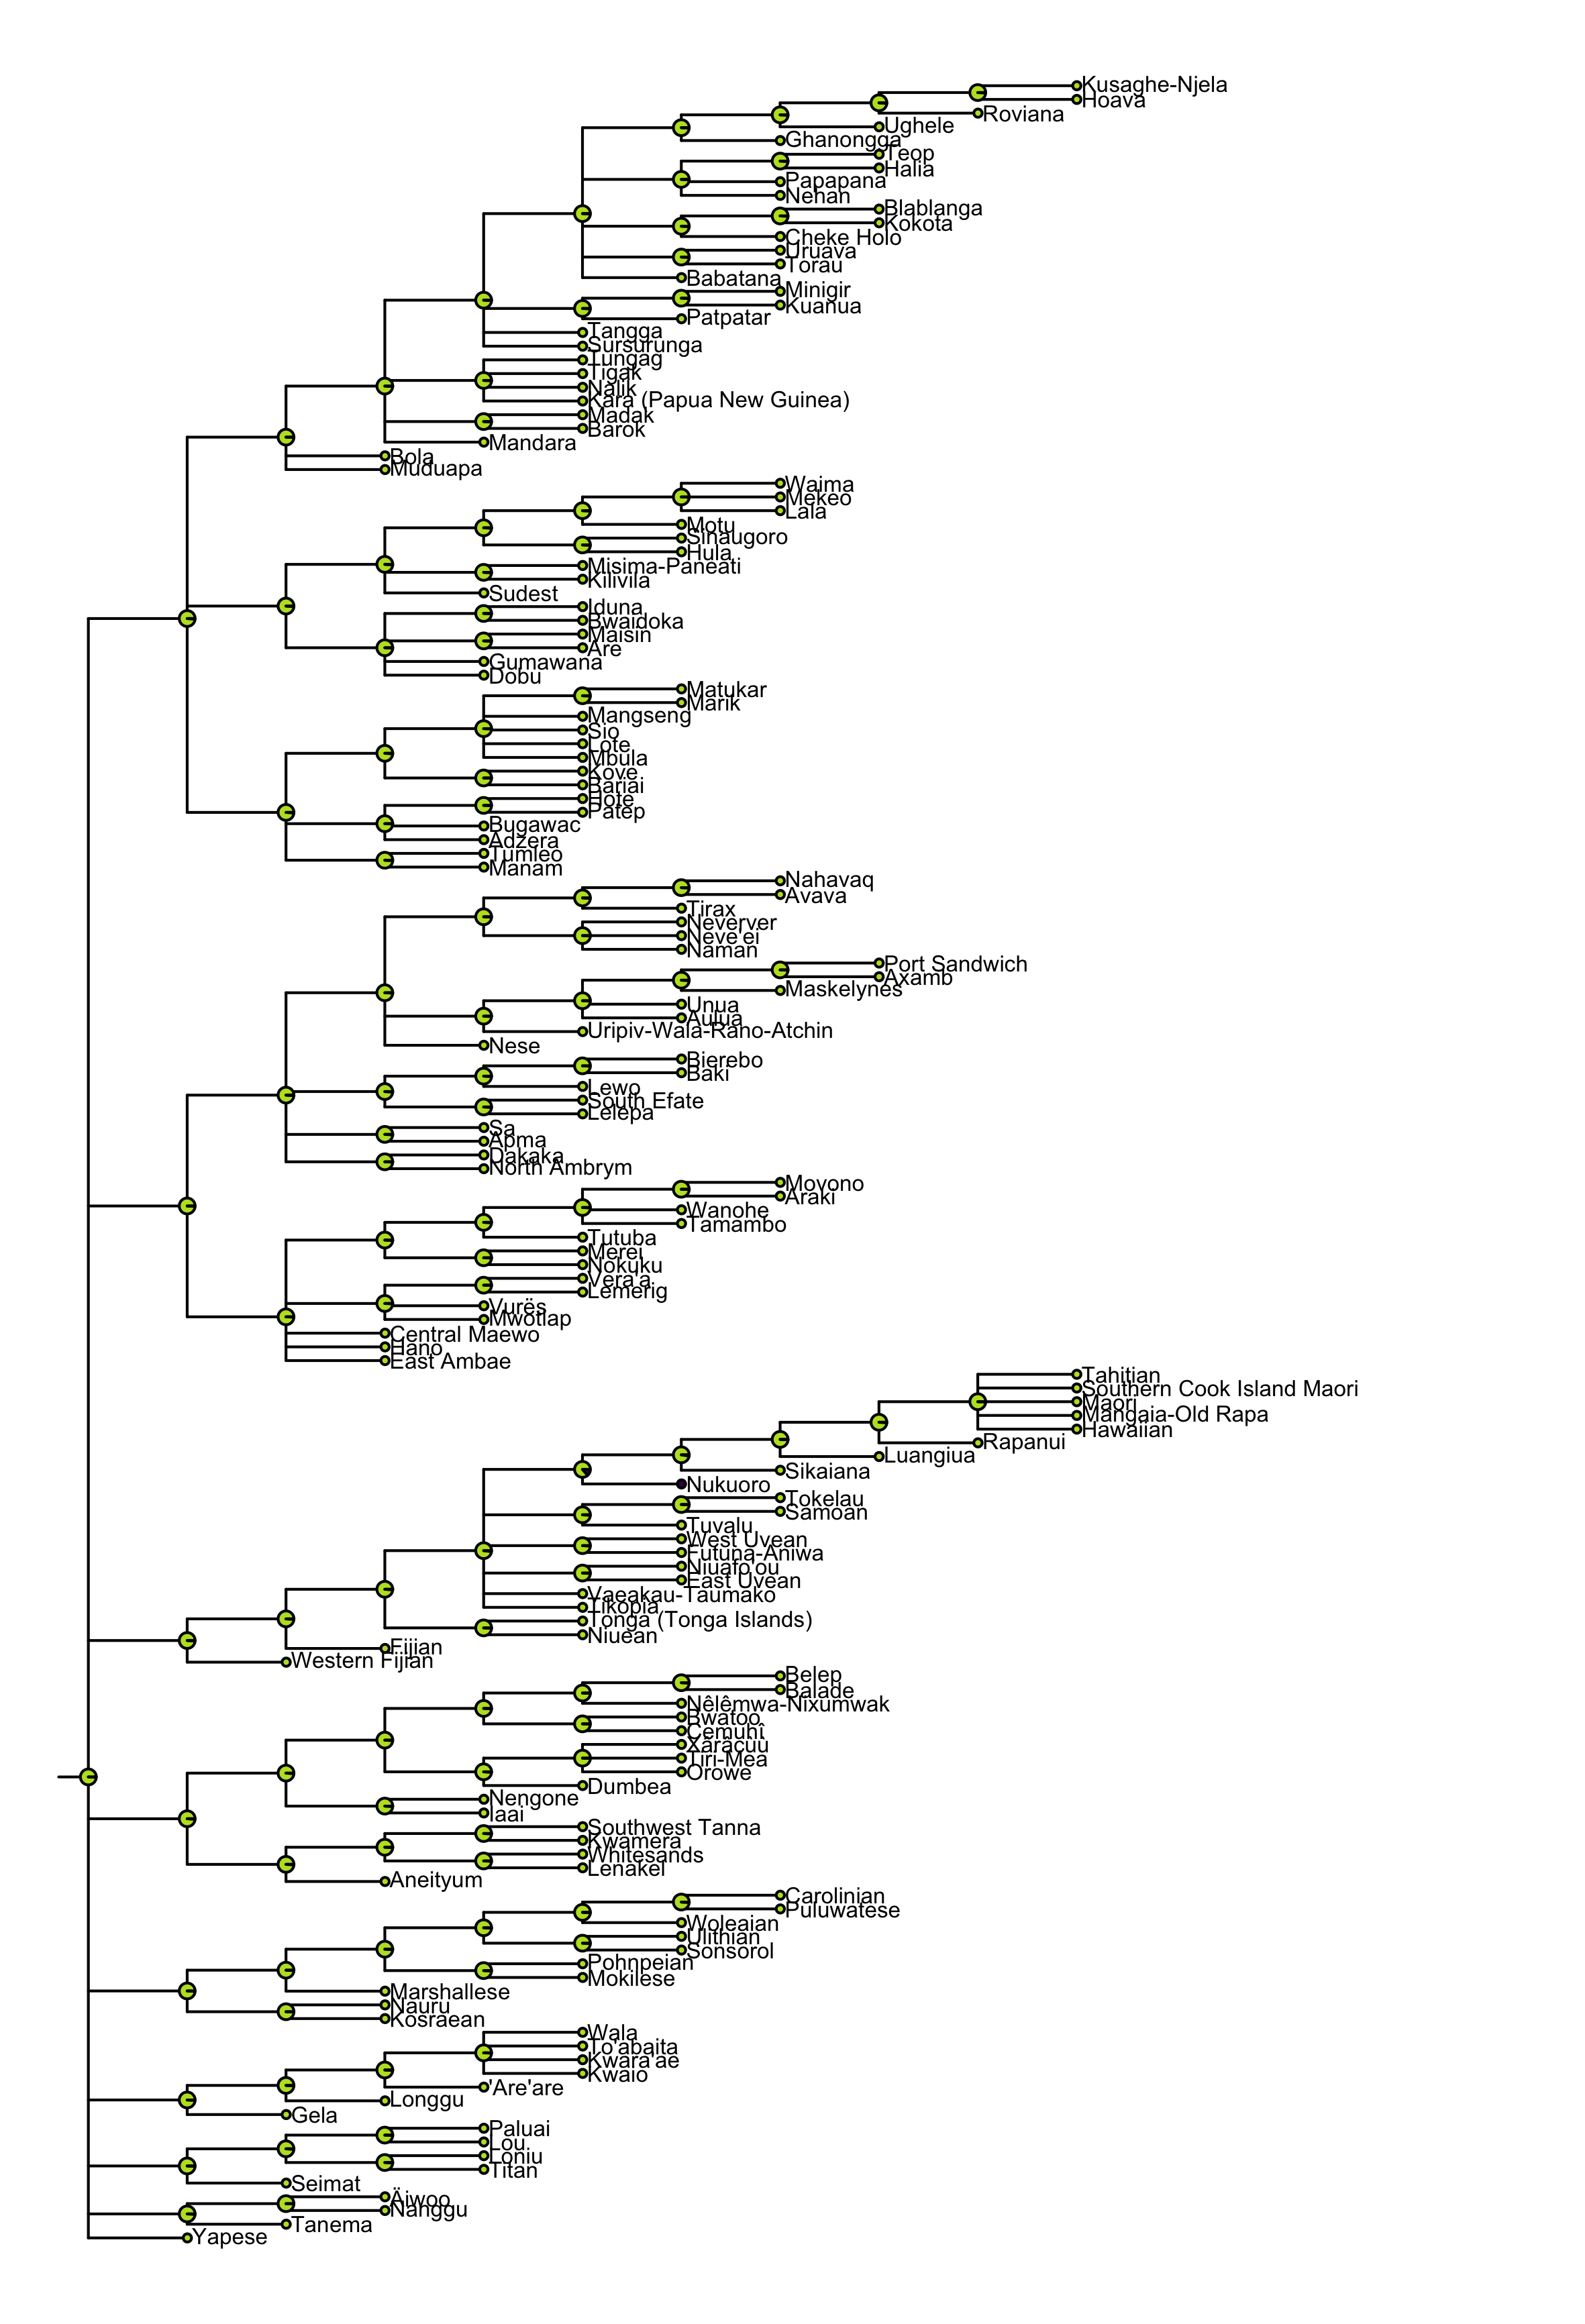 Kusaghe-Njela
Hoava
Roviana
Ughele
Ghanongga
Teop
Halia
Papapana
Nehan
Blablanga
Kokota
Cheke Holo
Uruava
Torau
Babatana
Minigir
Kuanua
Patpatar
Tangga
Sursurunga
Tungag
Tigak
Nalik
Kara (Papua New Guinea)
Madak
Barok
Mandara
Bola
Muduapa
Waima
Mekeo
Lala
Motu
Sinaugoro
Hula
Misima-Paneati
Kilivila
Sudest
Iduna
Bwaidoka
Maisin
Are
Gumawana
Dobu
Matukar
Marik
Mangseng
Sio
Lote
Mbula
Kove
Bariai
Hote
Patep
Bugawac
Adzera
Tumleo
Manam
Nahavaq
Avava
Tirax
Neverver
Neve'ei
Naman
Port Sandwich
Axamb
Maskelynes
Unua
Aulua
Uripiv-Wala-Rano-Atchin
Nese
Bierebo
Baki
Lewo
South Efate
Lelepa
Sa
Apma
Dakaka
North Ambrym
Movono
Araki
Wanohe
Tamambo
Tutuba
Merei
Nokuku
Vera'a
Lemerig
Vurës
Mwotlap
Central Maewo
Hano
East Ambae
Tahitian
Southern Cook Island Maori
Maori
Mangaia-Old Rapa
Hawaiian
Rapanui
Luangiua
Sikaiana
Nukuoro
Tokelau
Samoan
Tuvalu
West Uvean
Futuna-Aniwa
Niuafo'ou
East Uvean
Vaeakau-Taumako
Tikopia
Tonga (Tonga Islands)
Niuean
Fijian
Western Fijian
Belep
Balade
Nêlêmwa-Nixumwak
Bwatoo
Cemuhî
Xârâcùù
Tiri-Mea
Orowe
Dumbea
Nengone
Iaai
Southwest Tanna
Kwamera
Whitesands
Lenakel
Aneityum
Carolinian
Puluwatese
Woleaian
Ulithian
Sonsorol
Pohnpeian
Mokilese
Marshallese
Nauru
Kosraean
Wala
To'abaita
Kwara'ae
Kwaio
'Are'are
Longgu
Gela
Paluai
Lou
Loniu
Titan
Seimat
Äiwoo
Nanggu
Tanema
Yapese